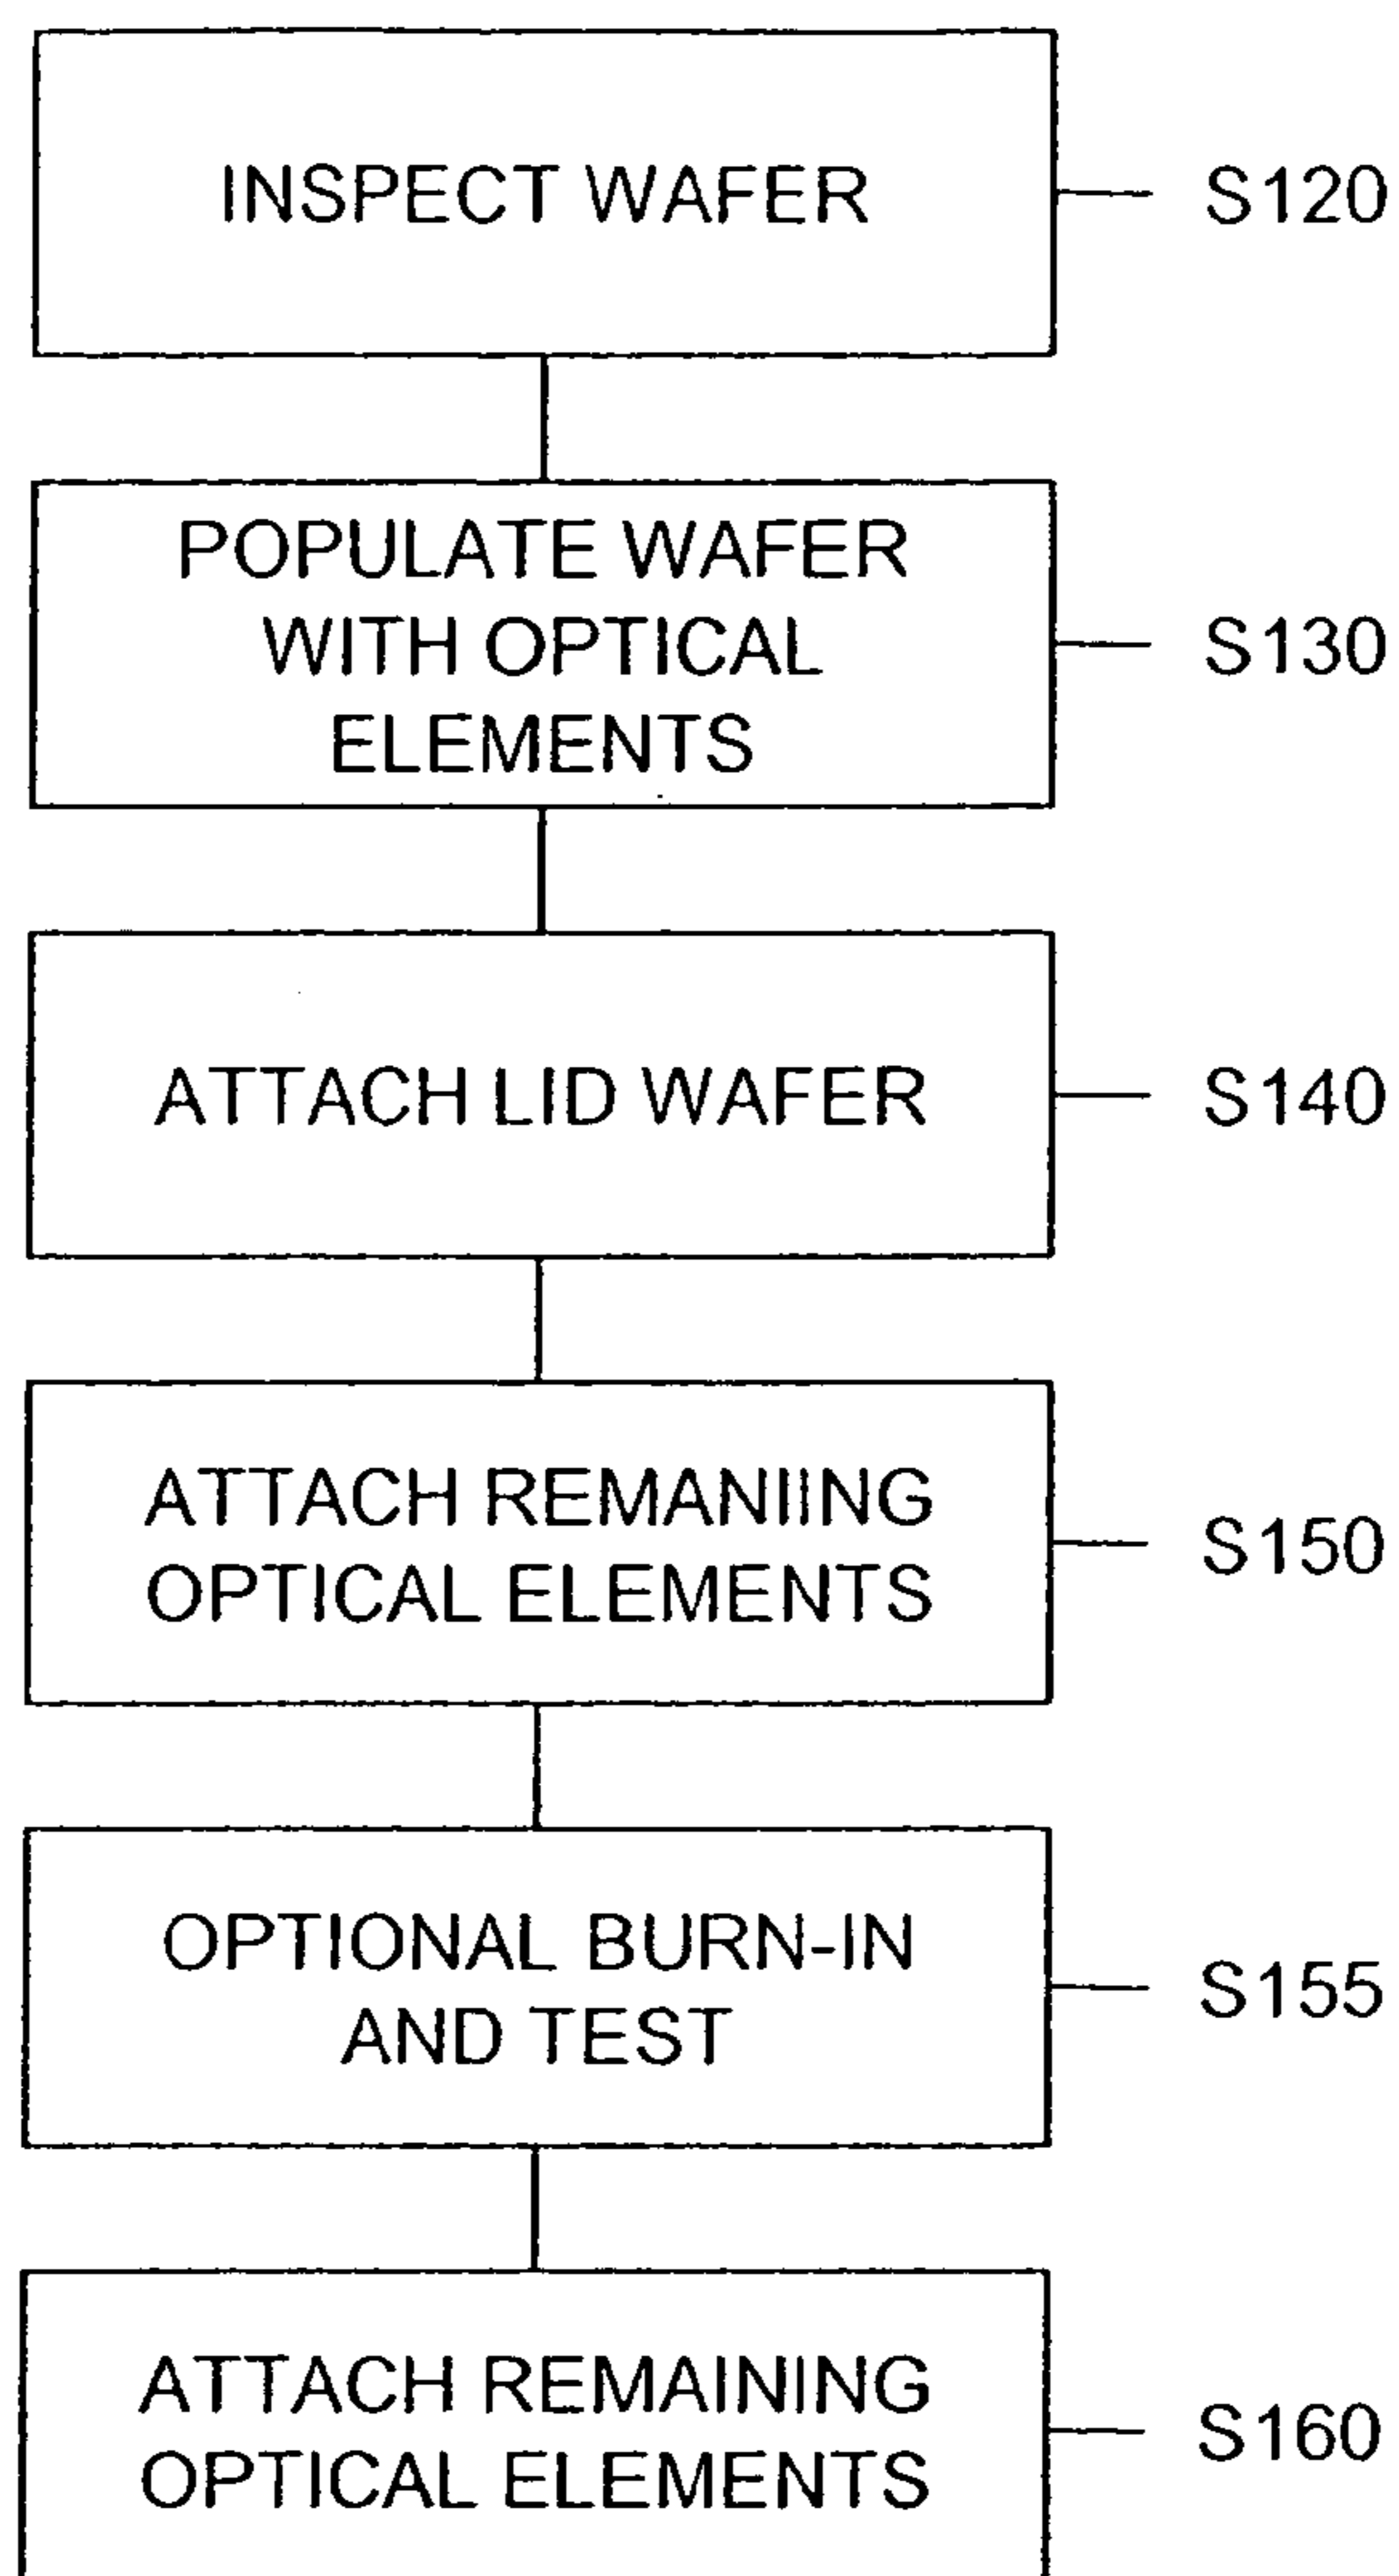 INSPECT WAFER
S120
POPULATE WAFER
WITH OPTICAL
ELEMENTS
S130
ATTACH LID WAFER
S140
ATTACH REMANIING
OPTICAL ELEMENTS
S150
OPTIONAL BURN-IN
AND TEST
S155
ATTACH REMAINING
OPTICAL ELEMENTS
S160